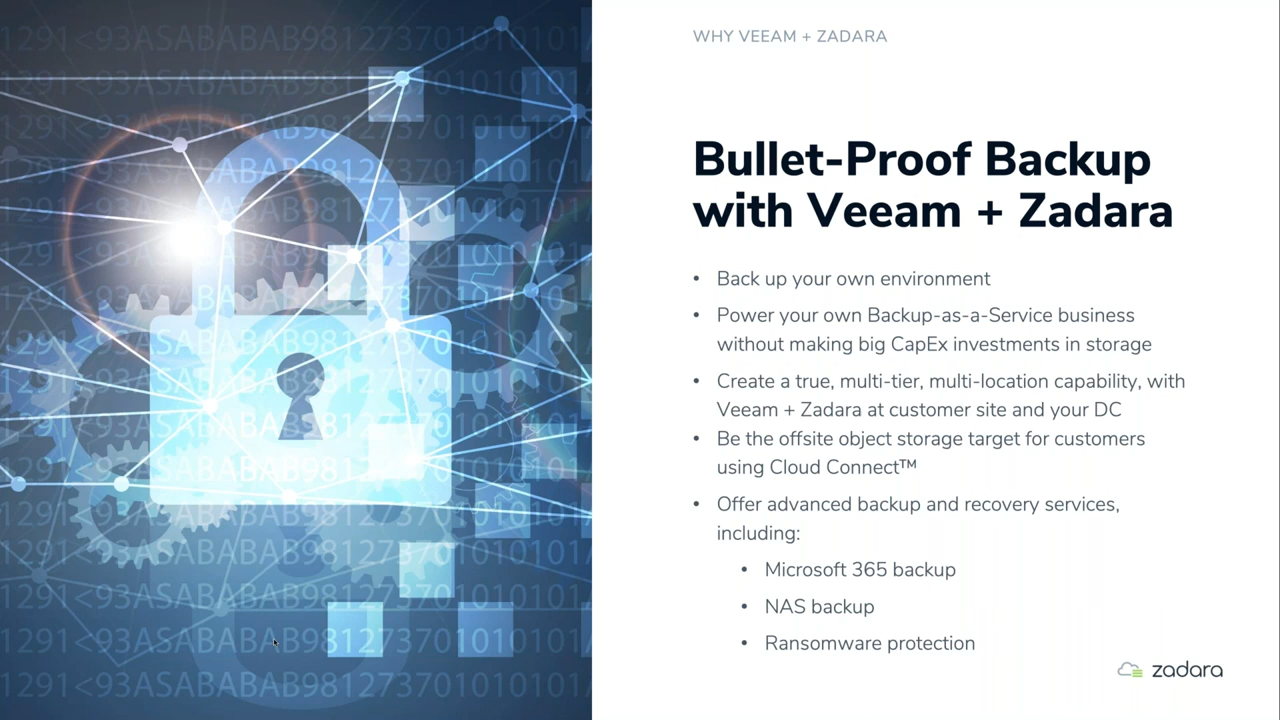 WHY VEEAM + ZADARA
Bullet-Proof Backup
with Veeam + Zadara
• Back up your own environment
• Power your own Backup-as-a-Service business
without making big CapEx investments in storage
• Create a true, multi-tier, multi-location capability, with
Veeam + Zadara at customer site and your DC
• Be the offsite object storage target for customers
using Cloud Connect™
• Offer advanced backup and recovery services,
including:
• Microsoft 365 backup
• NAS backup
• Ransomware protection
zadara